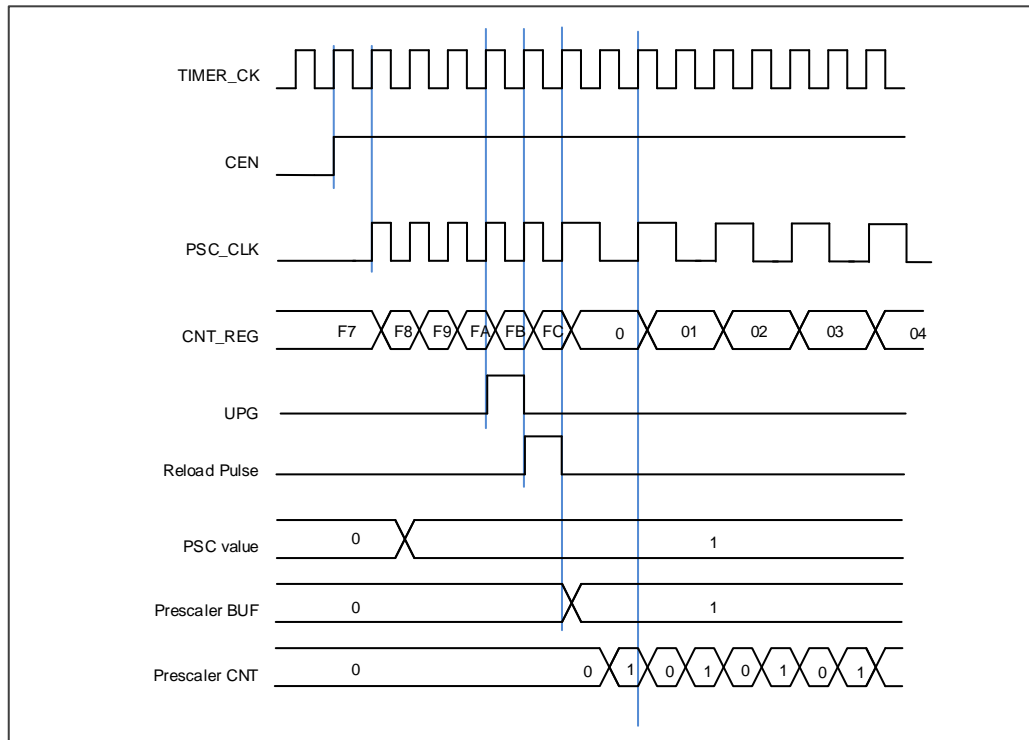 TIMER_CK
CEN
PSC_CLK
CNT_REG F7 F8 F9 FA FB FC 0 01 02 03 04
UPG
Reload Pulse
PSC value 0 1
Prescaler BUF 0 1
Prescaler CNT 0 0 1 0 1 0 1 0 1